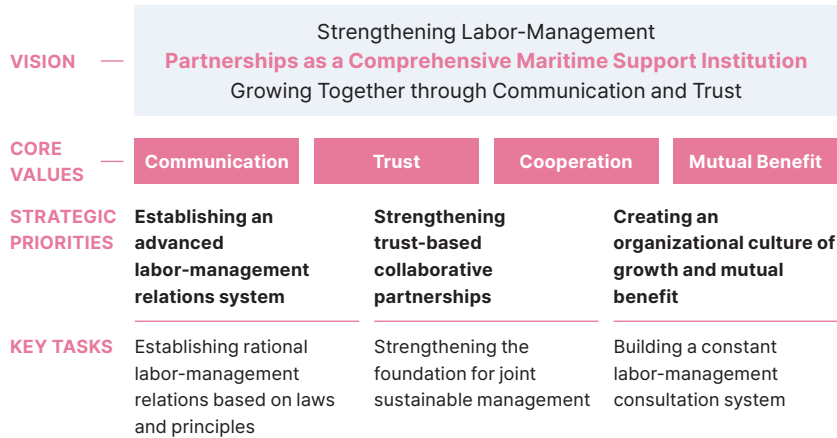 VISION
Strengthening Labor-Management
Partnerships as a Comprehensive Maritime Support Institution
Growing Together through Communication and Trust
CORE
VALUES
Communication
Trust
Cooperation
Mutual Benefit
STRATEGIC
PRIORITIES
Establishing an
advanced
labor-management
relations system
Strengthening
trust-based
collaborative
partnerships
Creating an
organizational culture of
growth and mutual
benefit
KEY TASKS
Establishing rational
labor-management
relations based on laws
and principles
Strengthening the
foundation for joint
sustainable management
Building a constant
labor-management
consultation system